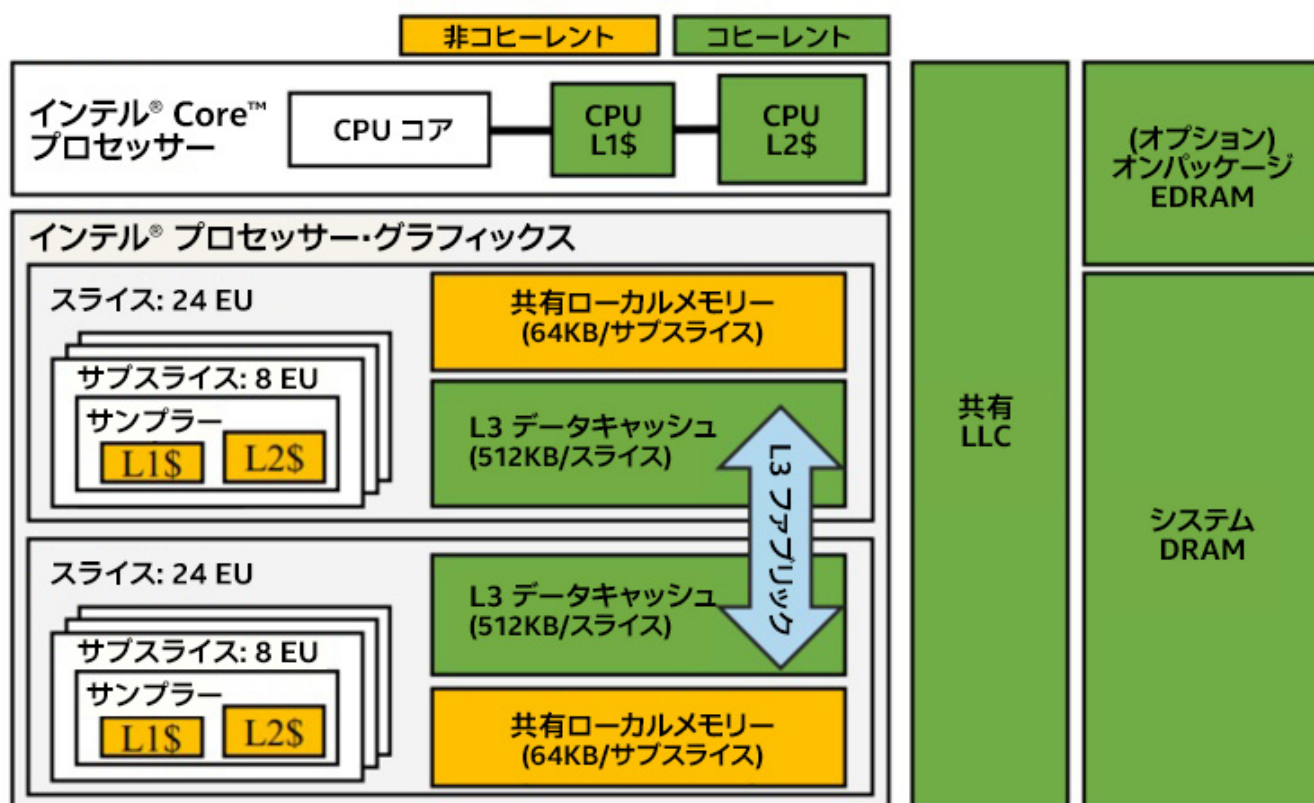 非コヒーレント
コヒーレント
インテル® Core™
プロセッサー
CPU コア
CPU
L1$
CPU
L2$
インテル® プロセッサー・グラフィックス
スライス: 24 EU
サブスライス: 8 EU
サンプラー
L1$
L2$
共有ローカルメモリー
(64KB/サブスライス)
L3 データキャッシュ
(512KB/スライス)
L3 ファブリック
スライス: 24 EU
サブスライス: 8 EU
サンプラー
L1$
L2$
L3 データキャッシュ
(512KB/スライス)
共有ローカルメモリー
(64KB/サブスライス)
共有
LLC
(オプション)
オンパッケージ
EDRAM
システム
DRAM